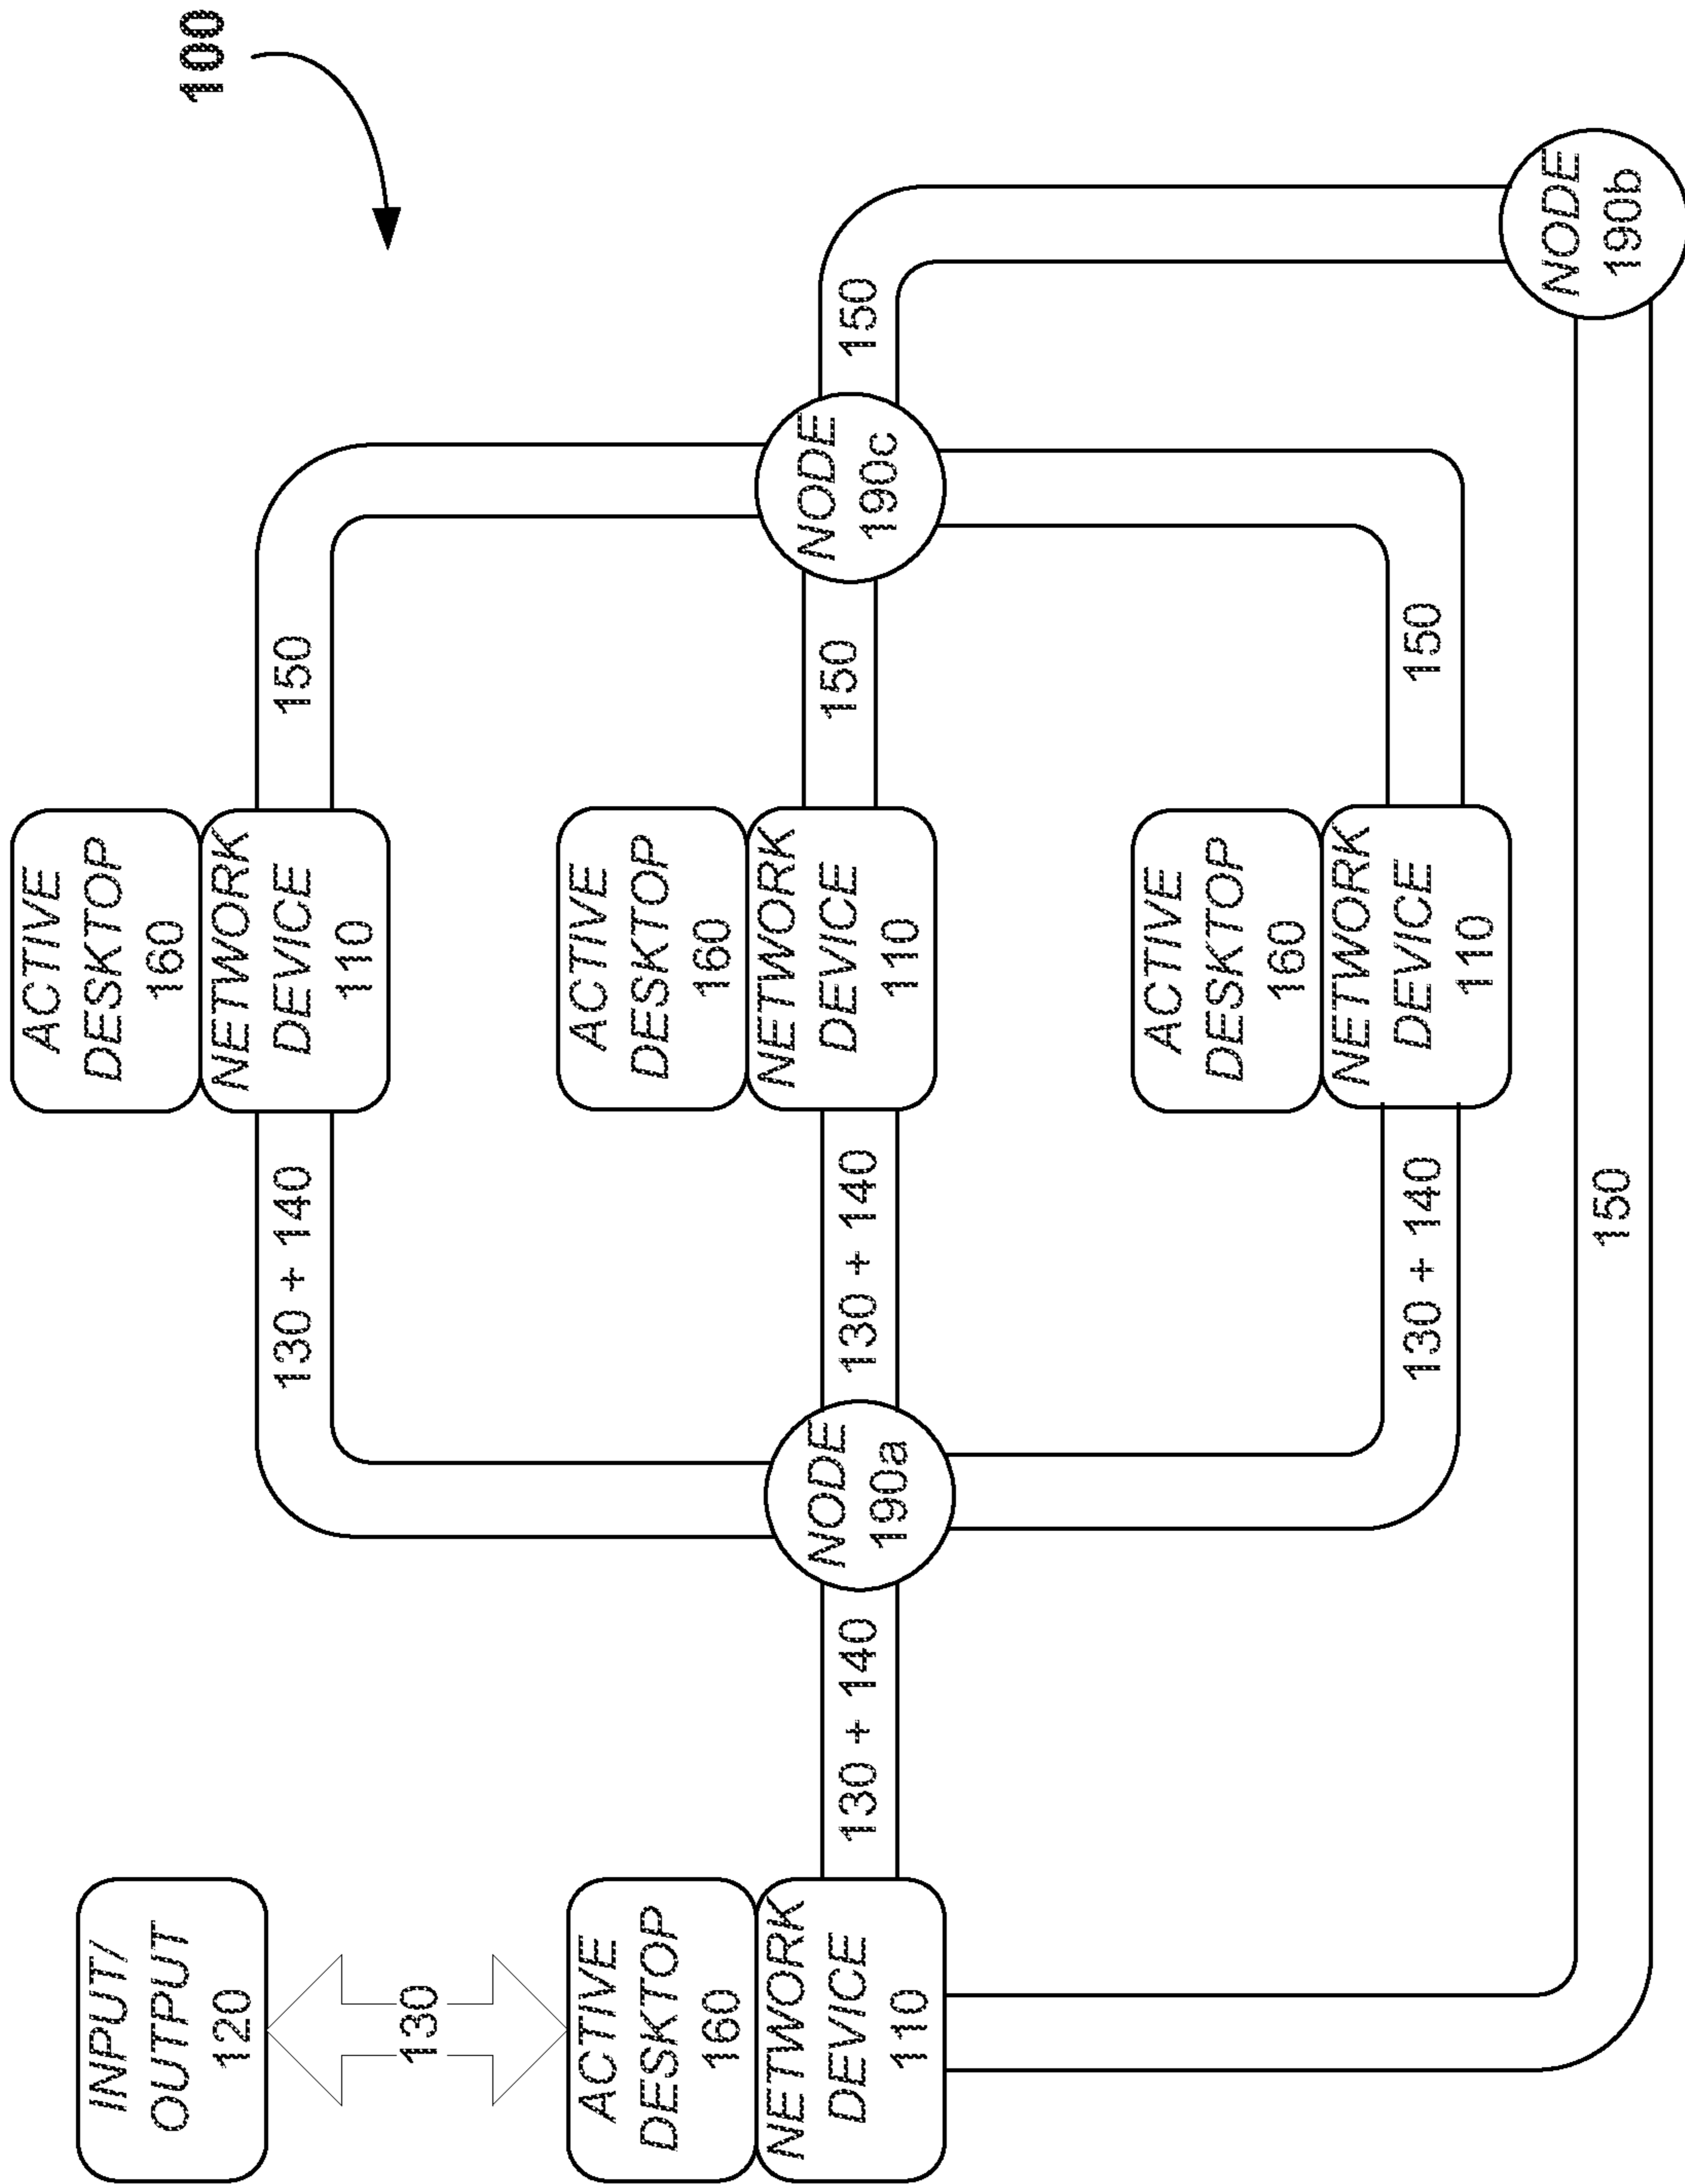 100
INPUT/
OUTPUT
120
130
ACTIVE
DESKTOP
160
NETWORK
DEVICE
110
130 + 140
NODE
190a
130 + 140
ACTIVE
DESKTOP
160
NETWORK
DEVICE
110
150
130 + 140
ACTIVE
DESKTOP
160
NETWORK
DEVICE
110
150
NODE
190c
150
130 + 140
ACTIVE
DESKTOP
160
NETWORK
DEVICE
110
150
150
NODE
190b